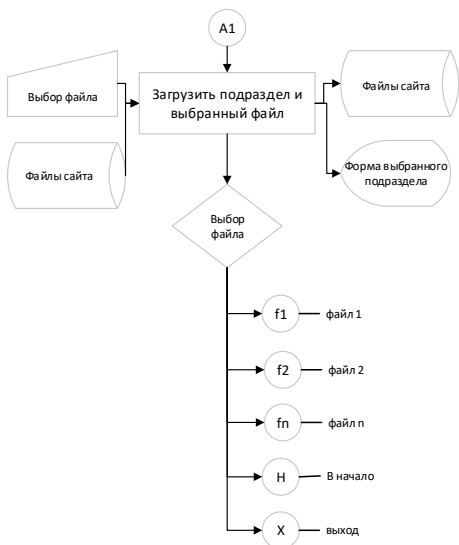 A1
Выбор файла
Загрузить подраздел и
выбранный файл
Файлы сайта
Файлы сайта
Форма выбранного
подраздела
Выбор
файла
f1
файл 1
f2
файл 2
fn
файл n
Н
В начало
X
выход